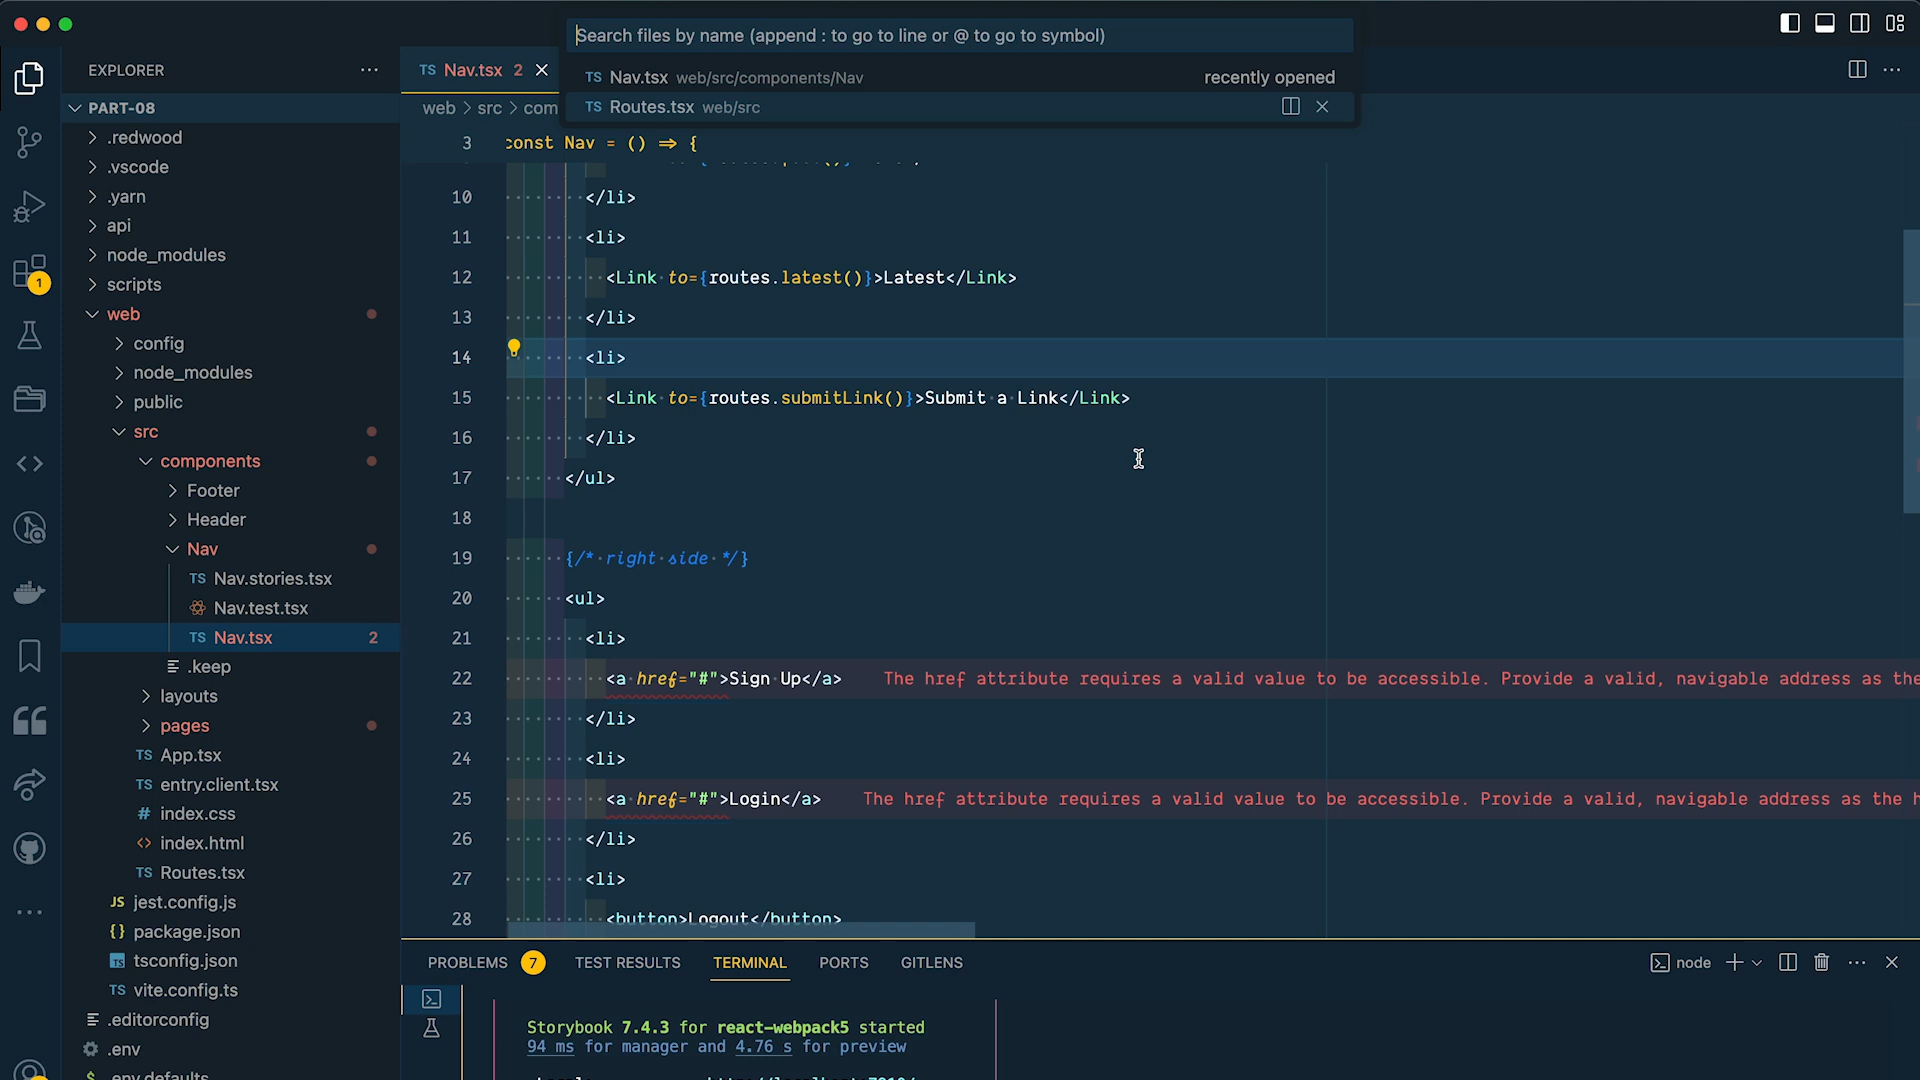 Search files by name (append : to go to line or @ to go to symbol)
TS Nav.tsx web/src/components/Nav recently opened
TS Routes.tsx web/src
EXPLORER
PART-08
.redwood
.vscode
.yarn
api
node_modules
scripts
web
config
node_modules
public
src
components
Footer
Header
Nav
TS Nav.stories.tsx
Nav.test.tsx
TS Nav.tsx 2
.keep
layouts
pages
TS App.tsx
TS entry.client.tsx
# index.css
<> index.html
TS Routes.tsx
JS jest.config.js
{} package.json
TS tsconfig.json
TS vite.config.ts
.editorconfig
.env
$ .env.defaults
1
TS Nav.tsx 2
web > src > com
3 const Nav = () => {
10 </li>
11 <li>
12 <Link to={routes.latest()}>Latest</Link>
13 </li>
14 <li>
15 <Link to={routes.submitLink()}>Submit a Link</Link>
16 </li>
17 </ul>
18
19 {/* right side */}
20 <ul>
21 <li>
22 <a href="#">Sign Up</a> The href attribute requires a valid value to be accessible. Provide a valid, navigable address as the
23 </li>
24 <li>
25 <a href="#">Login</a> The href attribute requires a valid value to be accessible. Provide a valid, navigable address as the h
26 </li>
27 <li>
28 <button>Logout</button>
PROBLEMS 7 TEST RESULTS TERMINAL PORTS GITLENS
node
Storybook 7.4.3 for react-webpack5 started
94 ms for manager and 4.76 s for preview